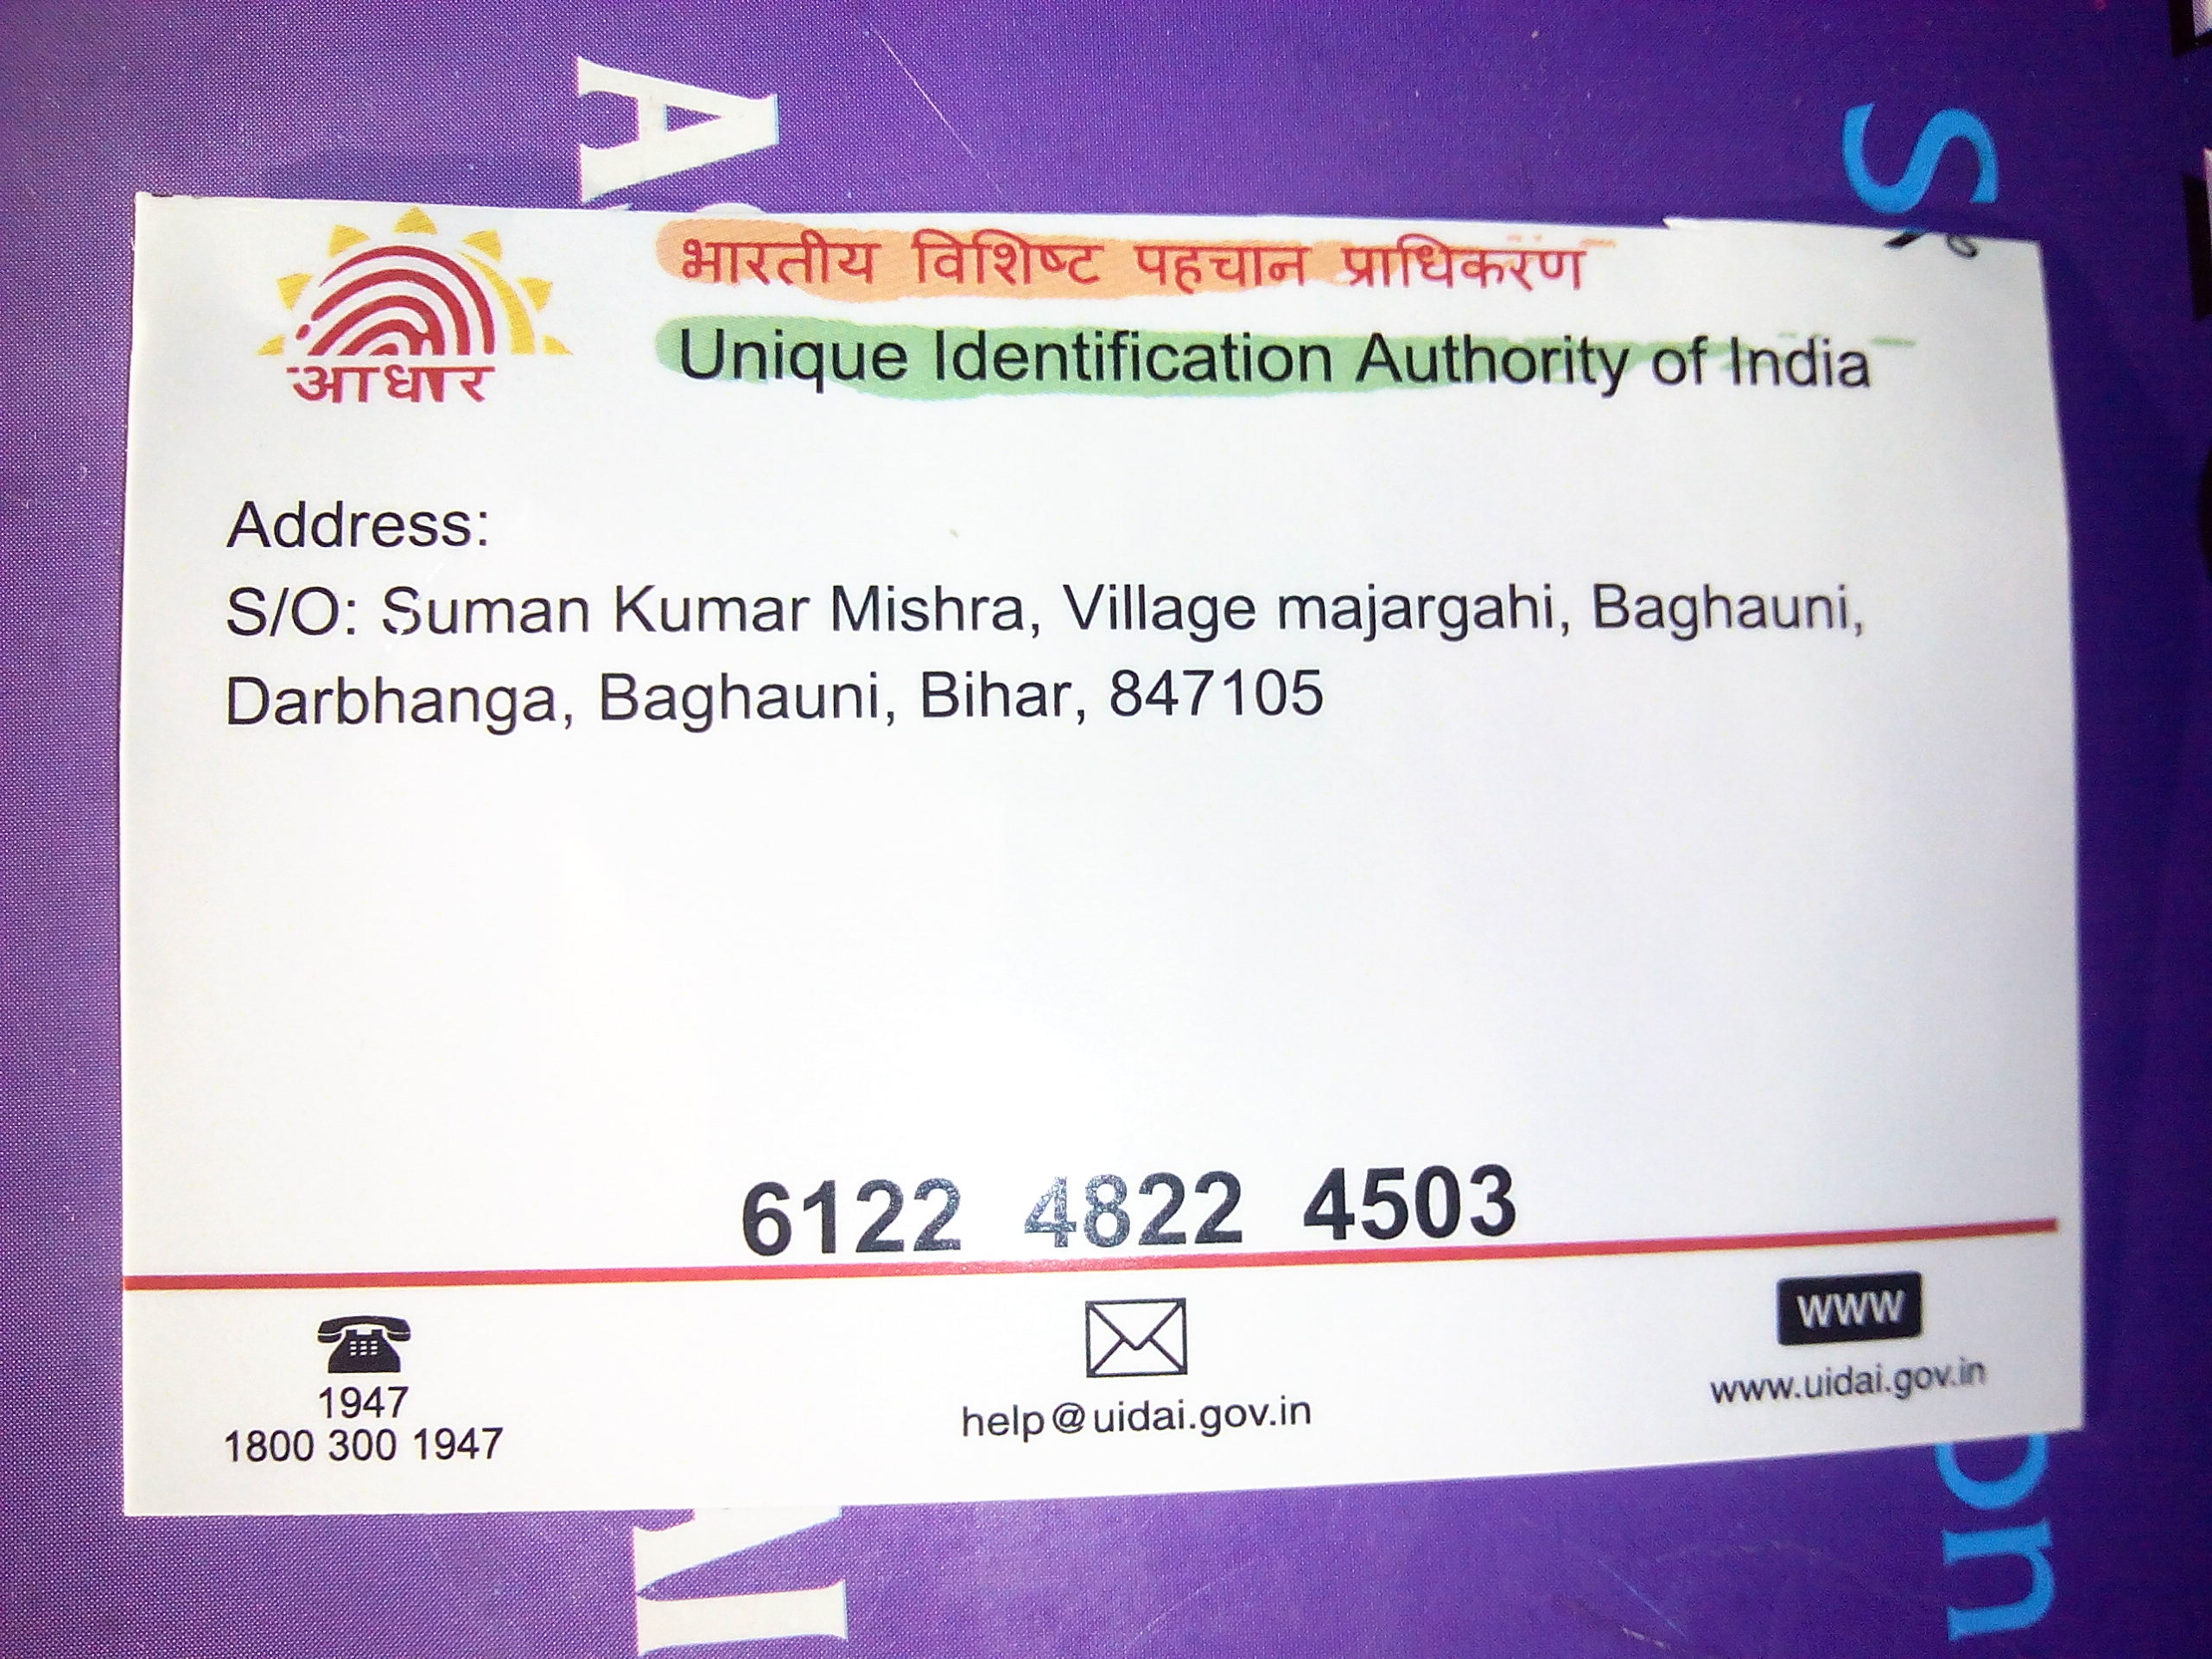 आधार
भारतीय विशिष्ट पहचान प्राधिकरण
Unique Identification Authority of India
Address:
S/O: Suman Kumar Mishra, Village majargahi, Baghauni,
Darbhanga, Baghauni, Bihar, 847105
6122 4822 4503
1947
1800 300 1947
help@uidai.gov.in
WWW
www.uidai.gov.in